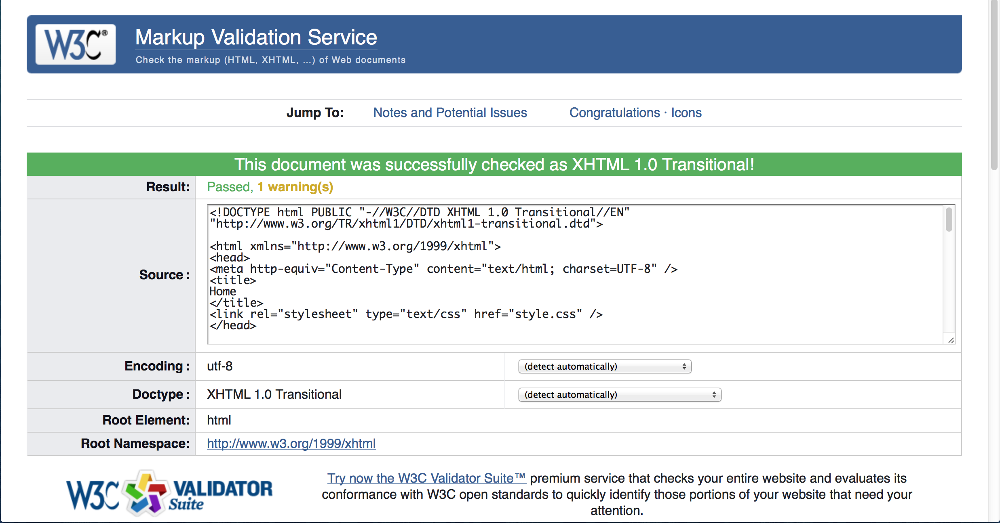 W3C®
Markup Validation Service
Check the markup (HTML, XHTML, ...) of Web documents
Jump To: Notes and Potential Issues Congratulations · Icons
This document was successfully checked as XHTML 1.0 Transitional!
Result: Passed, 1 warning(s)
Source :
<!DOCTYPE html PUBLIC "-//W3C//DTD XHTML 1.0 Transitional//EN"
"http://www.w3.org/TR/xhtml1/DTD/xhtml1-transitional.dtd">
<html xmlns="http://www.w3.org/1999/xhtml">
<head>
<meta http-equiv="Content-Type" content="text/html; charset=UTF-8" />
<title>
Home
</title>
<link rel="stylesheet" type="text/css" href="style.css" />
</head>
Encoding : utf-8 (detect automatically)
Doctype : XHTML 1.0 Transitional (detect automatically)
Root Element: html
Root Namespace: http://www.w3.org/1999/xhtml
W3C VALIDATOR Suite
Try now the W3C Validator Suite™ premium service that checks your entire website and evaluates its
conformance with W3C open standards to quickly identify those portions of your website that need your
attention.